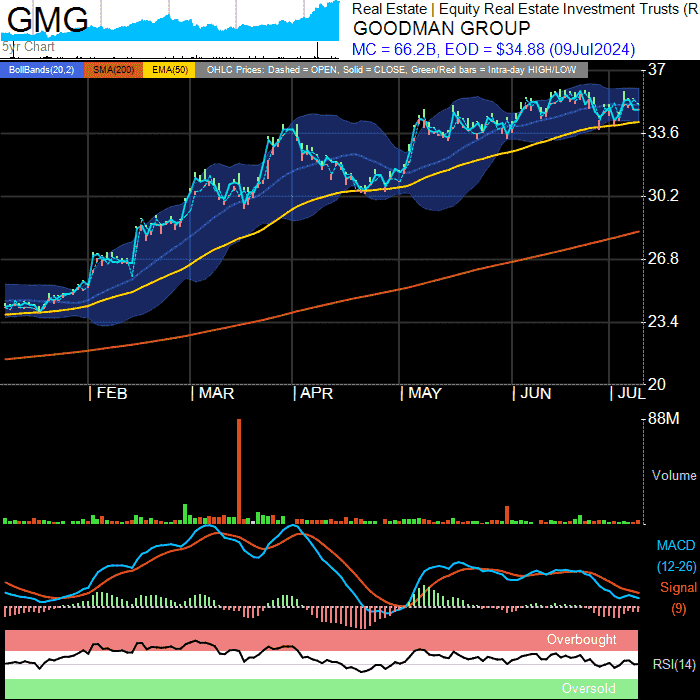 GMG
5yr Chart
Real Estate | Equity Real Estate Investment Trusts (R
GOODMAN GROUP
MC = 66.2B, EOD = $34.88 (09Jul2024)
BollBands(20,2) SMA(200) EMA(50) OHLC Prices: Dashed = OPEN, Solid = CLOSE, Green/Red bars = Intra-day HIGH/LOW
37
33.6
30.2
26.8
23.4
20
| FEB | MAR | APR | MAY | JUN | JUL
88M
Volume
MACD
(12-26)
Signal
(9)
Overbought
RSI(14)
Oversold